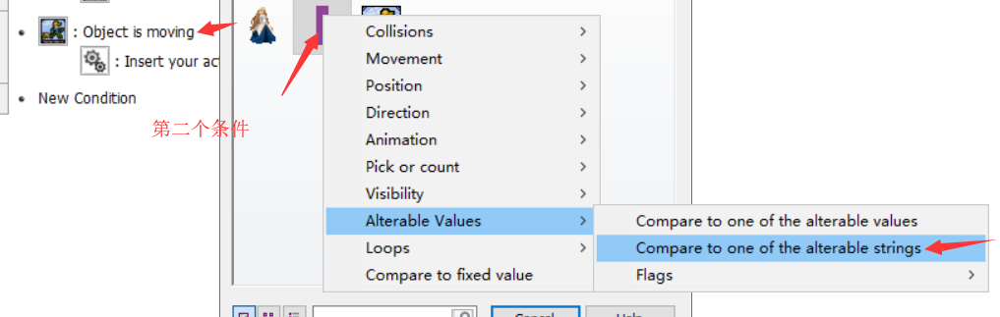 : Object is moving
: Insert your ac
New Condition
第二个条件
Collisions
Movement
Position
Direction
Animation
Pick or count
Visibility
Alterable Values
Loops
Compare to fixed value
Compare to one of the alterable values
Compare to one of the alterable strings
Flags